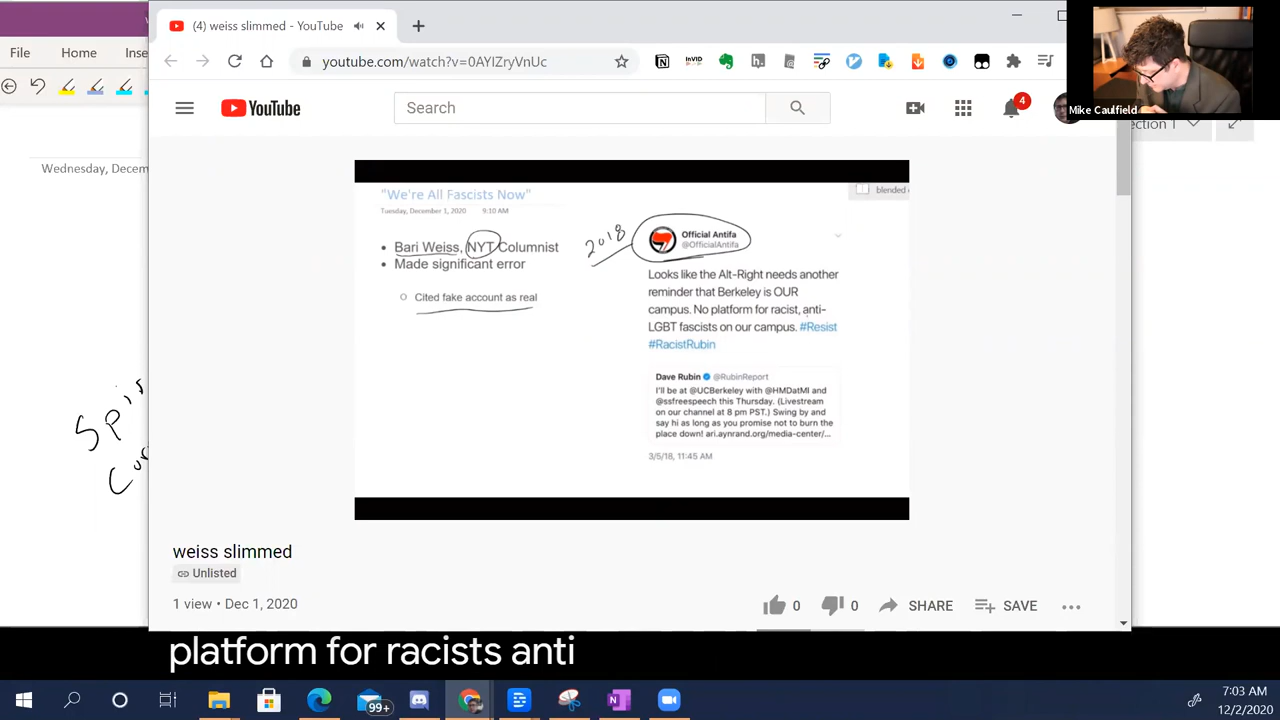 (4) weiss slimmed - YouTube
File Home
youtube.com/watch?v=0AYIZryVnUc
InVID
Mike Caulfield
YouTube
Search
4
Wednesday,
"We're All Fascists Now"
Tuesday, December 1, 2020 9:10 AM
Bari Weiss, NYT Columnist
Made significant error
Cited fake account as real
2018
blended
Official Antifa
@OfficialAntifa
Looks like the Alt-Right needs another
reminder that Berkeley is OUR
campus. No platform for racist, anti-
LGBT fascists on our campus. #Resist
#RacistRubin
Dave Rubin @RubinReport
I'll be at @UCBerkeley with @HMDatMI and
@ssfreespeech this Thursday. (Livestream
on our channel at 8 pm PST.) Swing by and
say hi as long as you promise not to burn the
place down! ari.aynrand.org/media-center/...
3/5/18, 11:45 AM
weiss slimmed
Unlisted
1 view • Dec 1, 2020
0 0 SHARE SAVE
platform for racists anti
99+
7:03 AM
12/2/2020